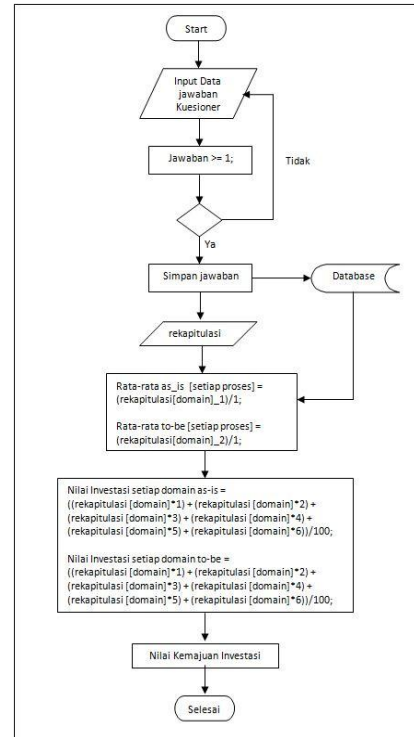 Start
Input Data
jawaban
Kuesioner
Jawaban >= 1;
Tidak
Ya
Simpan jawaban
Database
rekapitulasi
Rata-rata as_is [setiap proses] =
(rekapitulasi[domain]_1)/1;
Rata-rata to-be [setiap proses] =
(rekapitulasi[domain]_2)/1;
Nilai Investasi setiap domain as-is =
((rekapitulasi [domain]*1) + (rekapitulasi [domain]*2) +
(rekapitulasi [domain]*3) + (rekapitulasi [domain]*4) +
(rekapitulasi [domain]*5) + (rekapitulasi [domain]*6))/100;
Nilai Investasi setiap domain to-be =
((rekapitulasi [domain]*1) + (rekapitulasi [domain]*2) +
(rekapitulasi [domain]*3) + (rekapitulasi [domain]*4) +
(rekapitulasi [domain]*5) + (rekapitulasi [domain]*6))/100;
Nilai Kemajuan Investasi
Selesai